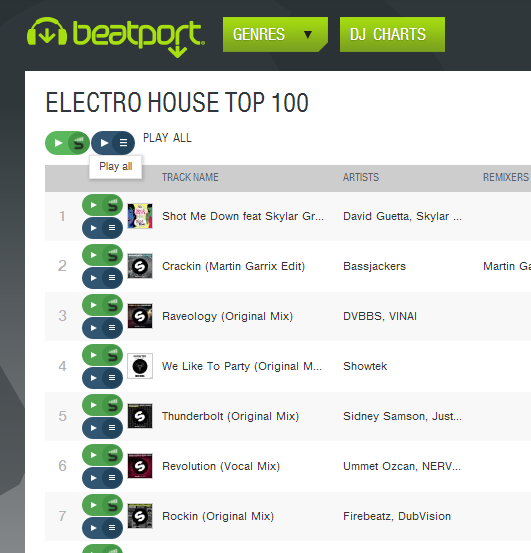 beatport
GENRES
DJ CHARTS
ELECTRO HOUSE TOP 100
PLAY ALL
Play all
TRACK NAME ARTISTS REMIXERS
1 Shot Me Down feat Skylar Gr... David Guetta, Skylar ...
2 Crackin (Martin Garrix Edit) Bassjackers Martin Ga
3 Raveology (Original Mix) DVBBS, VINAI
4 We Like To Party (Original M... Showtek
5 Thunderbolt (Original Mix) Sidney Samson, Just...
6 Revolution (Vocal Mix) Ummet Ozcan, NERV...
7 Rockin (Original Mix) Firebeatz, DubVision